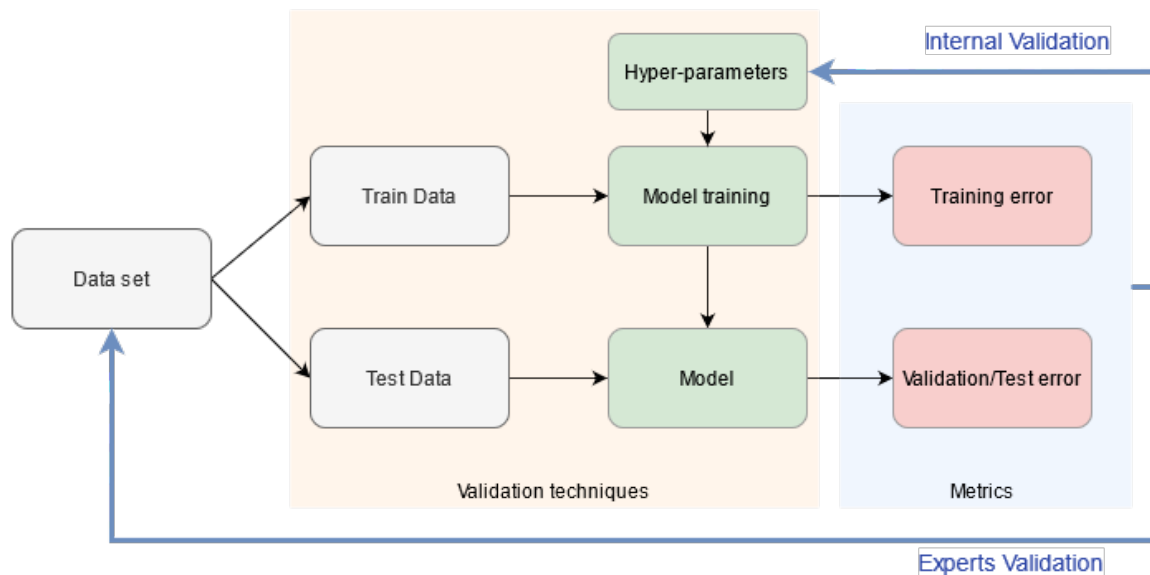 Internal Validation
Hyper-parameters
Train Data
Model training
Training error
Data set
Test Data
Model
Validation/Test error
Validation techniques
Metrics
Experts Validation